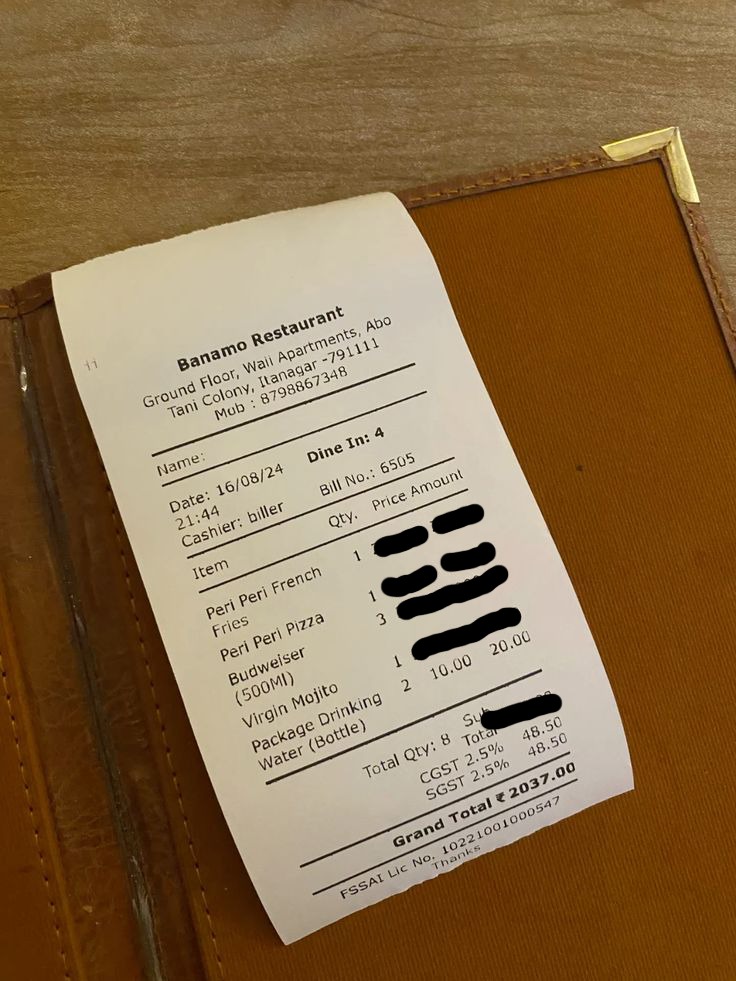 Banamo Restaurant
Ground Floor, Waii Apartments, Abo
Tani Colony, Itanagar -791111
Mob : 8798867348
Name:
Date: 16/08/24 Dine In: 4
21:44
Cashier: biller Bill No.: 6505
Item Qty. Price Amount
Peri Peri French 1
Fries
Peri Peri Pizza 1
Budweiser 3
(500Ml)
Virgin Mojito 1
Package Drinking 2 10.00 20.00
Water (Bottle)
Total Qty: 8 Sub
Total
CGST 2.5% 48.50
SGST 2.5% 48.50
Grand Total ₹ 2037.00
FSSAI Lic No. 10221001000547
Thanks